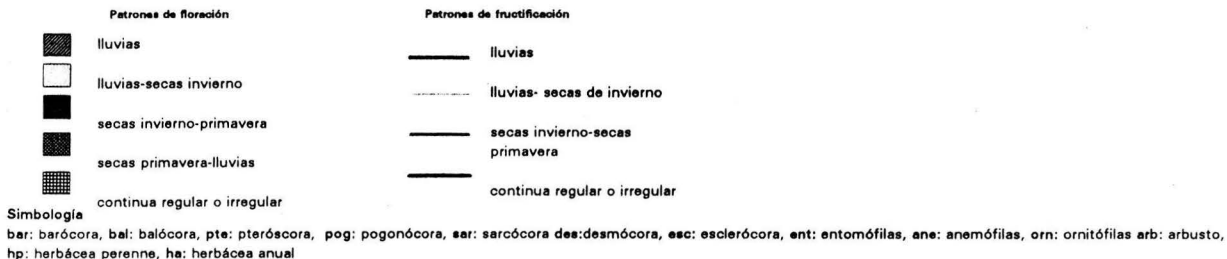 Patrones de floración
lluvias
lluvias-secas invierno
secas invierno-primavera
secas primavera-lluvias
continua regular o irregular
Patrones de fructificación
lluvias
lluvias- secas de invierno
secas invierno-secas
primavera
continua regular o irregular
Simbología
bar: barócora, bal: balócora, pte: pteróscora, pog: pogonócora, sar: sarcócora des:desmócora, esc: esclerócora, ent: entomófilas, ane: anemófilas, orn: ornitófilas arb: arbusto,
hp: herbácea perenne, ha: herbácea anual